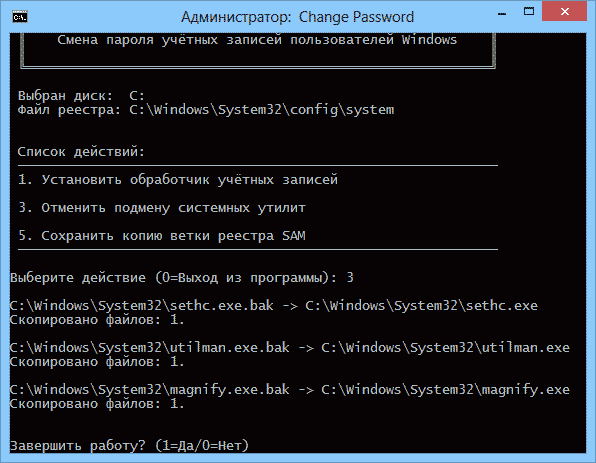 Администратор: Change Password
Смена пароля учётных записей пользователей Windows
Выбран диск: C:
Файл реестра: C:\Windows\System32\config\system
Список действий:
1. Установить обработчик учётных записей
3. Отменить подмену системных утилит
5. Сохранить копию ветки реестра SAM
Выберите действие (0=Выход из программы): 3
C:\Windows\System32\sethc.exe.bak -> C:\Windows\System32\sethc.exe
Скопировано файлов: 1.
C:\Windows\System32\utilman.exe.bak -> C:\Windows\System32\utilman.exe
Скопировано файлов: 1.
C:\Windows\System32\magnify.exe.bak -> C:\Windows\System32\magnify.exe
Скопировано файлов: 1.
Завершить работу? (1=Да/0=Нет)